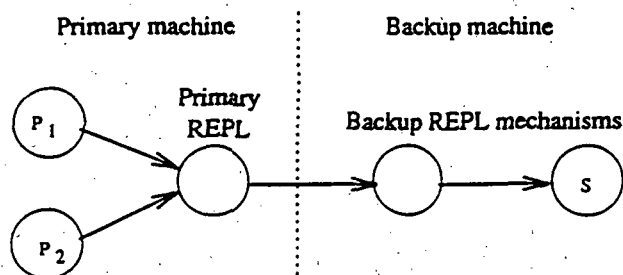 Primary machine
Backup machine
Primary
REPL
Backup REPL mechanisms
P1
P2
S